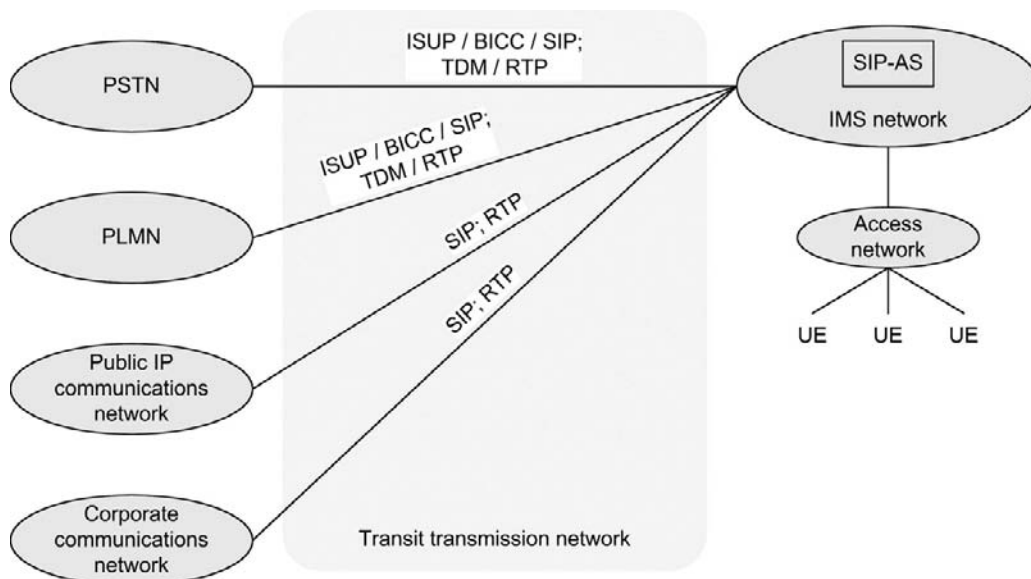 PSTN
ISUP / BICC / SIP;
TDM / RTP
SIP-AS
IMS network
PLMN
ISUP / BICC / SIP;
TDM / RTP
Access
network
UE
UE
UE
Public IP
communications
network
SIP; RTP
Corporate
communications
network
SIP; RTP
Transit transmission network